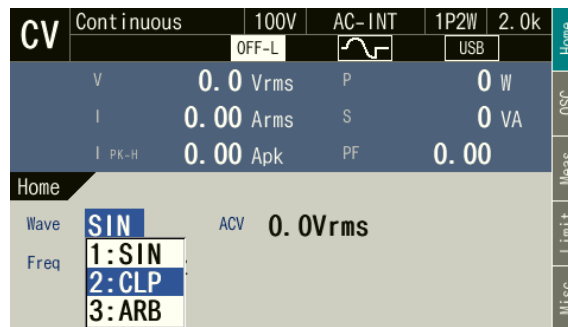 CV Continuous 100V AC-INT 1P2W 2.0k
OFF-L USB
V 0.0 Vrms P 0 W
I 0.00 Arms S 0 VA
I PK-H 0.00 Apk PF 0.00
Home
Wave SIN ACV 0.0Vrms
Freq
1:SIN
2:CLP
3:ARB
Home
OSC
Meas
Limit
Misc